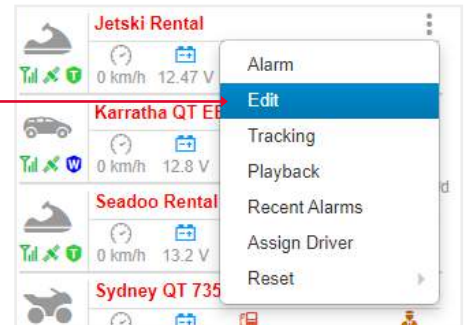 Jetski Rental
0 km/h 12.47 V
T
Alarm
Edit
Karratha QT EE
Tracking
0 km/h 12.8 V
W
Playback
Seadoo Rental
Recent Alarms
0 km/h 13.2 V
T
Assign Driver
Reset
Sydney QT 735